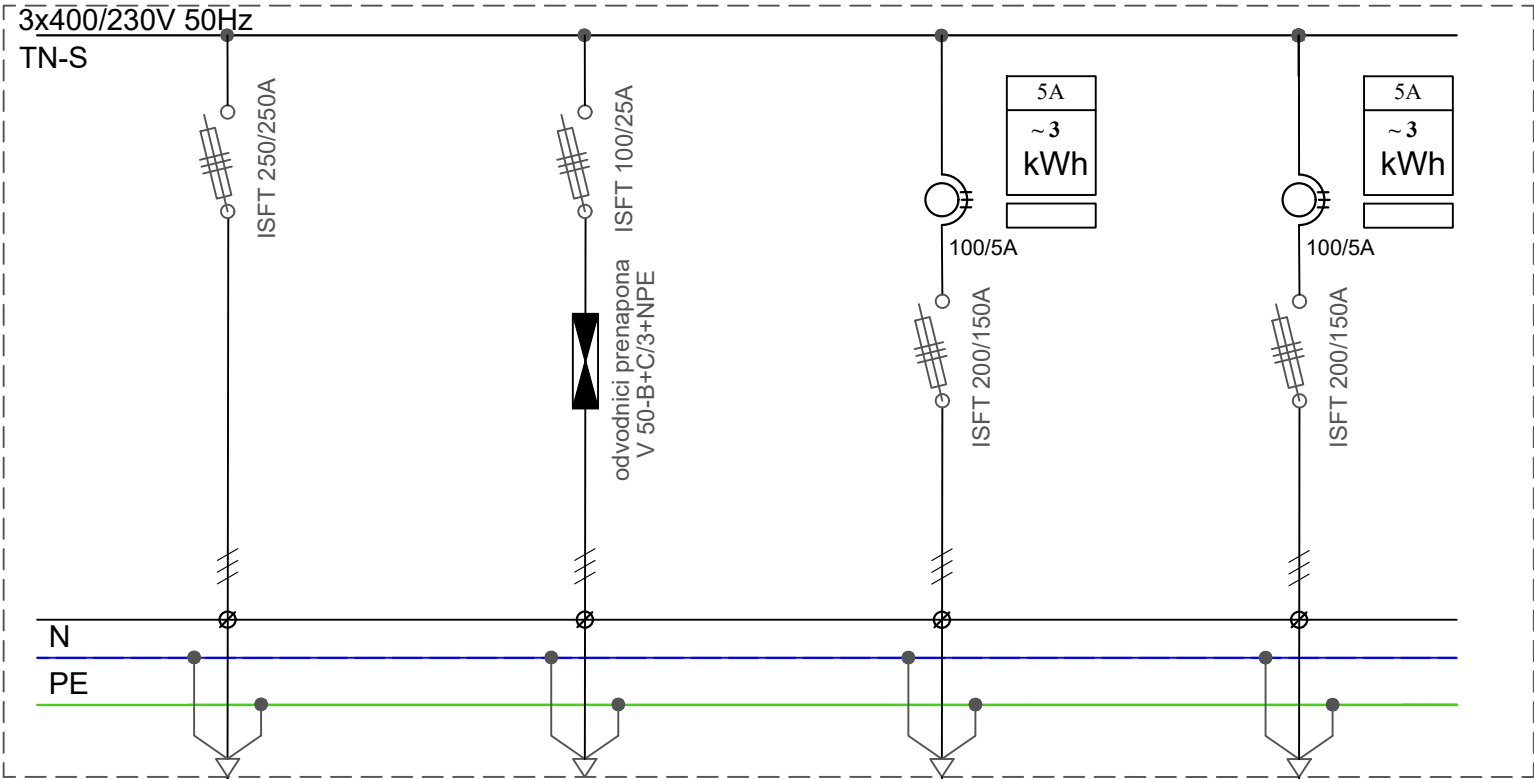 3x400/230V 50Hz
TN-S
ISFT 250/250A
ISFT 100/25A
odvodnici prenapona
V 50-B+C/3+NPE
5A
~ 3
kWh
100/5A
ISFT 200/150A
5A
~ 3
kWh
100/5A
ISFT 200/150A
N
PE